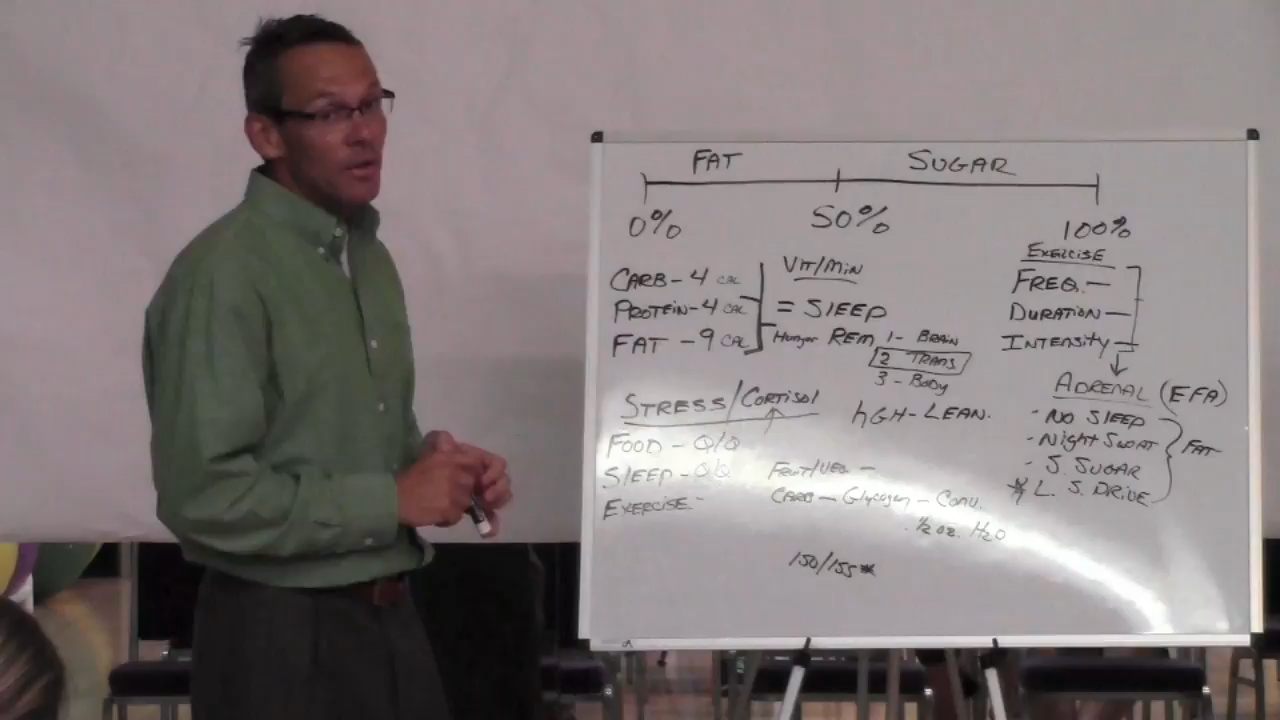 FAT SUGAR
0% 50% 100%
CARB - 4 CAL
PROTEIN - 4 CAL
FAT - 9 CAL
VIT/MIN
= SLEEP
Hunger REM 1 - BRAIN
2 TRANS
3 - BODY
hGH - LEAN.
EXERCISE
FREQ. -
DURATION -
INTENSITY -
ADRENAL (EFA)
- NO SLEEP
- Night SWEAT
- S. SUGAR
* L. S. DRIVE
FAT
STRESS/CORTISOL
FOOD - Q/Q
SLEEP - Q/Q
EXERCISE -
FRUIT/VEG -
CARB - Glycogen - Conv.
1/2 oz. H2O
150/155*